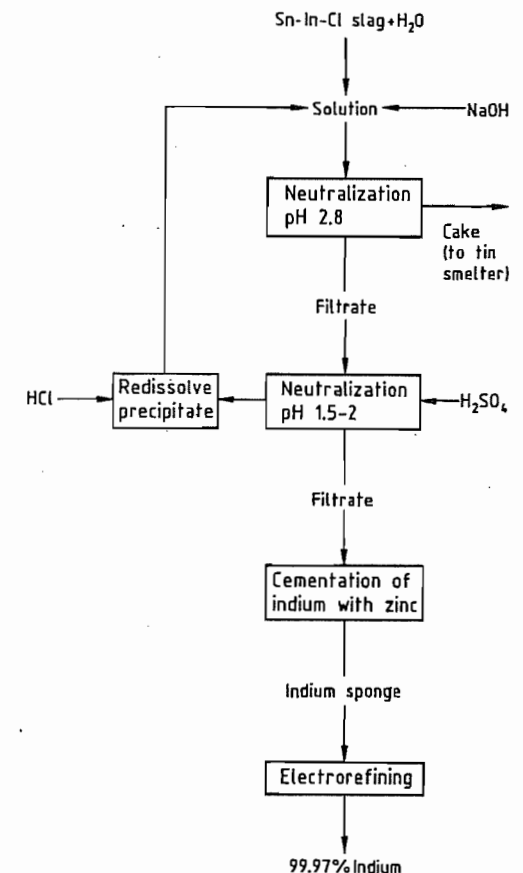 Sn-In-Cl slag+H₂O
Solution
NaOH
Neutralization
pH 2.8
Cake
(to tin
smelter)
Filtrate
HCl
Redissolve
precipitate
Neutralization
pH 1.5-2
H₂SO₄
Filtrate
Cementation of
indium with zinc
Indium sponge
Electrorefining
99.97% Indium